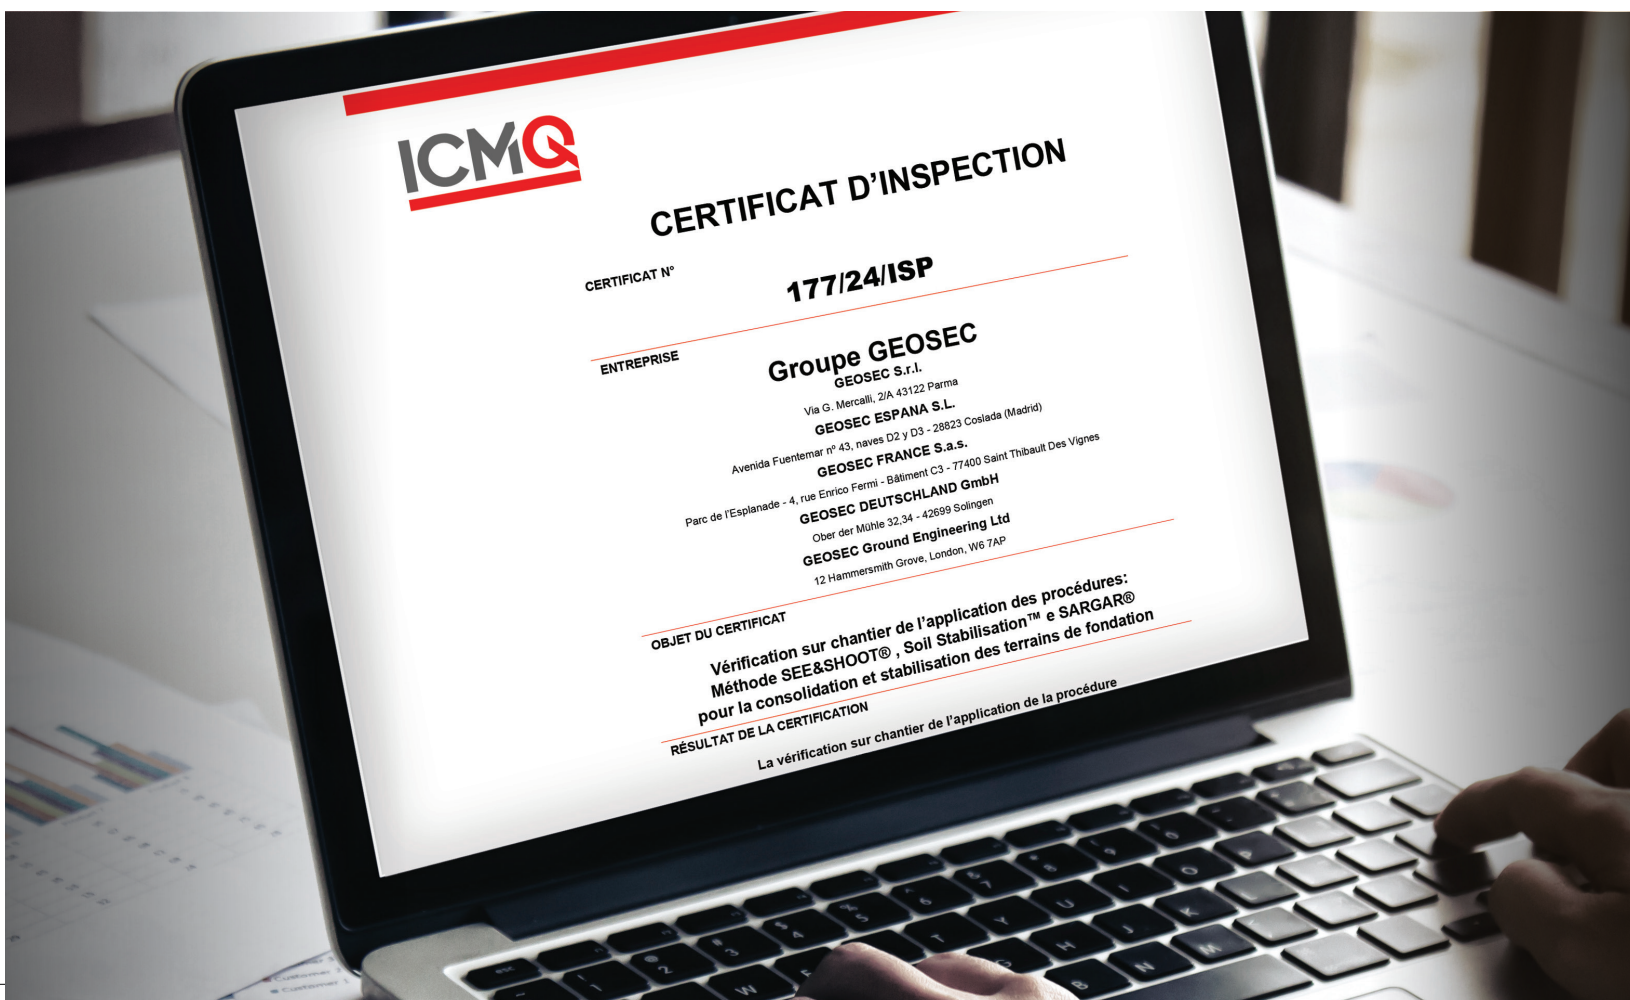 ICMQ
CERTIFICAT D'INSPECTION
CERTIFICAT N°
177/24/ISP
ENTREPRISE
Groupe GEOSEC
GEOSEC S.r.l.
Via G. Mercalli, 2/A 43122 Parma
GEOSEC ESPANA S.L.
Avenida Fuentemar nº 43, naves D2 y D3 - 28823 Coslada (Madrid)
GEOSEC FRANCE S.a.s.
Parc de l'Esplanade - 4, rue Enrico Fermi - Bâtiment C3 - 77400 Saint Thibault Des Vignes
GEOSEC DEUTSCHLAND GmbH
Ober der Mühle 32,34 - 42699 Solingen
GEOSEC Ground Engineering Ltd
12 Hammersmith Grove, London, W6 7AP
OBJET DU CERTIFICAT
Vérification sur chantier de l'application des procédures:
Méthode SEE&SHOOT® , Soil Stabilisation™ e SARGAR®
pour la consolidation et stabilisation des terrains de fondation
RÉSULTAT DE LA CERTIFICATION
La vérification sur chantier de l'application de la procédure